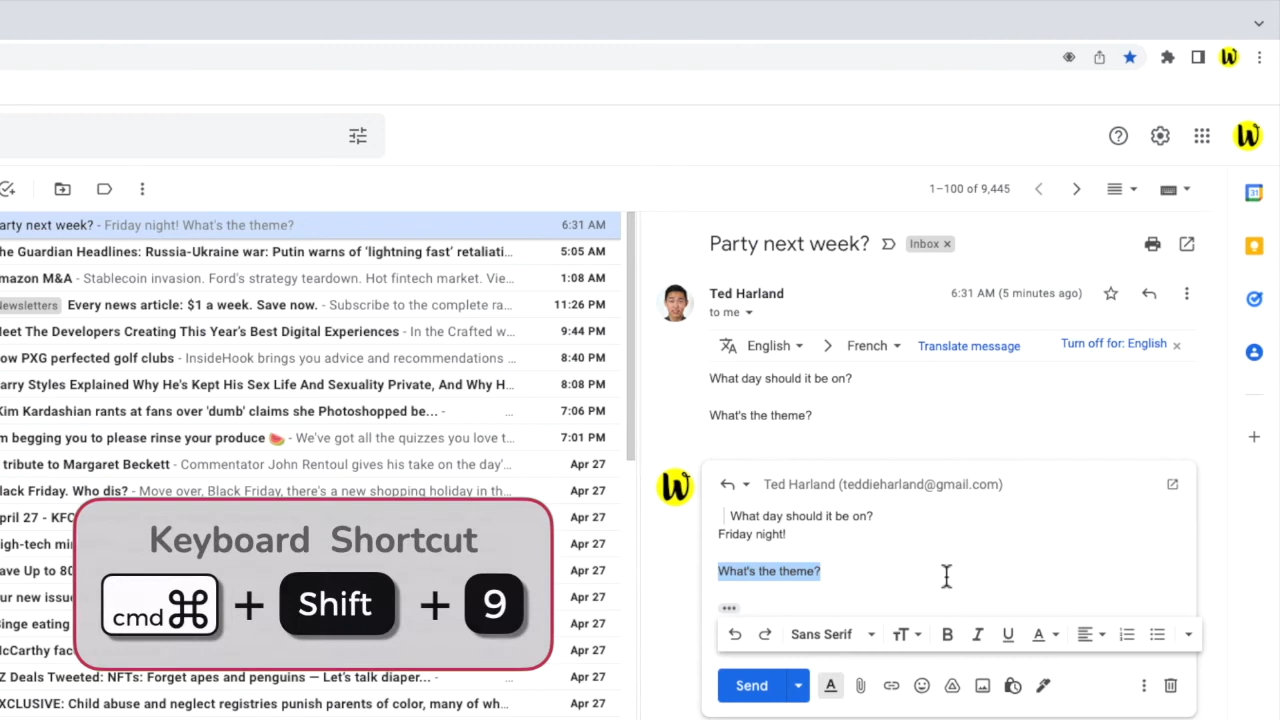 1–100 of 9,445
arty next week? - Friday night! What's the theme? 6:31 AM
he Guardian Headlines: Russia-Ukraine war: Putin warns of 'lightning fast' retaliati... 5:05 AM
mazon M&A - Stablecoin invasion. Ford's strategy teardown. Hot fintech market. Vie... 1:08 AM
Newsletters Every news article: $1 a week. Save now. - Subscribe to the complete ra... 11:26 PM
eet The Developers Creating This Year's Best Digital Experiences - In the Crafted w... 9:44 PM
ow PXG perfected golf clubs - InsideHook brings you advice and recommendations ... 8:40 PM
arry Styles Explained Why He's Kept His Sex Life And Sexuality Private, And Why H... 8:08 PM
Kim Kardashian rants at fans over 'dumb' claims she Photoshopped be... - ... 7:06 PM
m begging you to please rinse your produce 🍉 - We've got all the quizzes you love t... 7:01 PM
tribute to Margaret Beckett - Commentator John Rentoul gives his take on the day'... Apr 27
lack Friday. Who dis? - Move over, Black Friday, there's a new shopping holiday in th... Apr 27
pril 27 - KFC Apr 27
igh-tech mi Apr 27
ave Up to 80 Apr 27
ur new issue Apr 27
Binge eating Apr 27
McCarthy fac Apr 27
Z Deals Tweeted: NFTs: Forget apes and penguins — Let's talk diaper... - Apr 27
XCLUSIVE: Child abuse and neglect registries punish parents of color, many of wh... Apr 27
Keyboard Shortcut
cmd ⌘ + Shift + 9
Party next week? Inbox ×
Ted Harland 6:31 AM (5 minutes ago)
to me
English > French Translate message Turn off for: English ×
What day should it be on?
What's the theme?
Ted Harland (teddieharland@gmail.com)
What day should it be on?
Friday night!
What's the theme?
Sans Serif B I U A
Send A
W
W
W
31